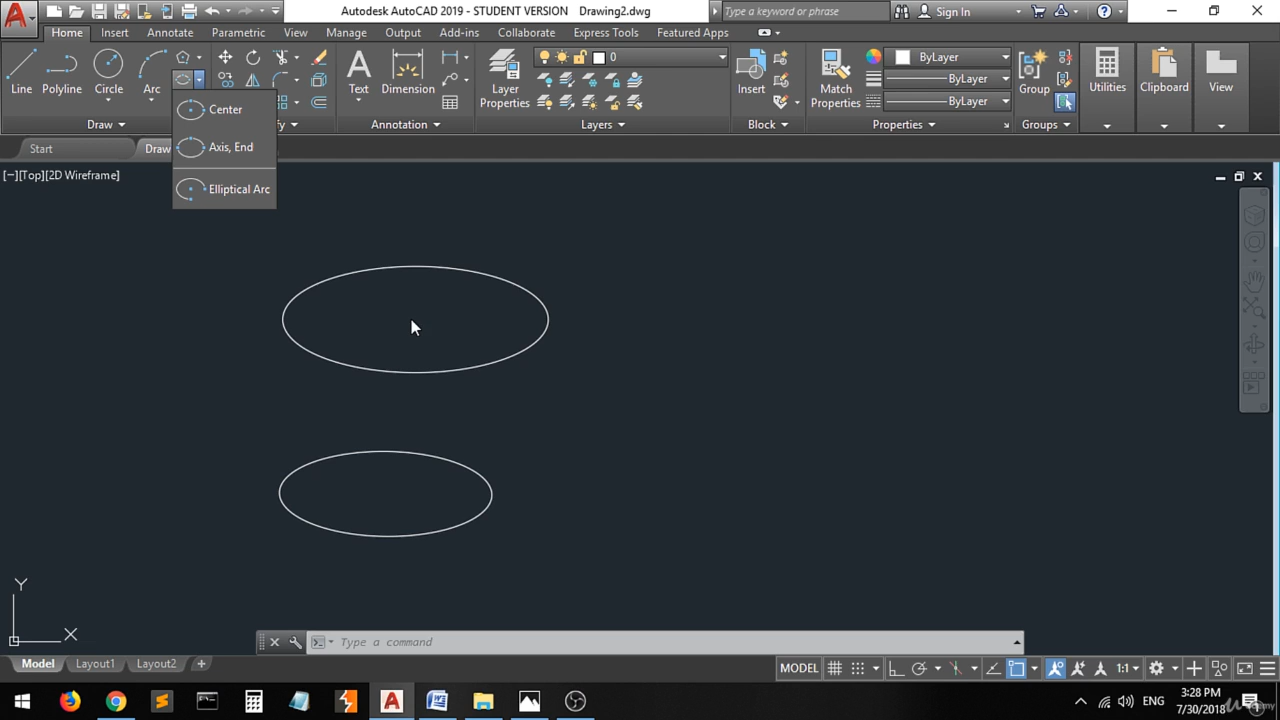 Autodesk AutoCAD 2019 - STUDENT VERSION Drawing2.dwg
Type a keyword or phrase
Sign In
Home Insert Annotate Parametric View Manage Output Add-ins Collaborate Express Tools Featured Apps
Line Polyline Circle Arc
Text Dimension
Layer Properties
0
Insert
Match Properties
ByLayer
ByLayer
ByLayer
Group
Utilities Clipboard View
Draw
Annotation Layers Block Properties Groups
Center
Axis, End
Elliptical Arc
Start
Draw
[−][Top][2D Wireframe]
Y
X
Type a command
Model Layout1 Layout2
MODEL
1:1
ENG
3:28 PM
7/30/2018